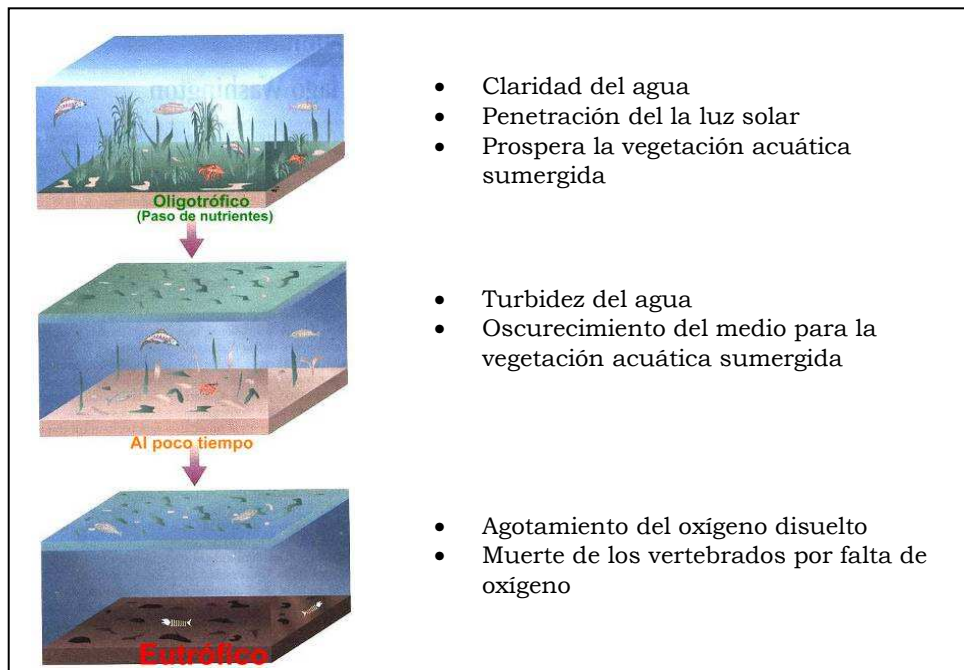 • Claridad del agua
• Penetración del la luz solar
• Prospera la vegetación acuática
sumergida
Oligotrófico
(Paso de nutrientes)
• Turbidez del agua
• Oscurecimiento del medio para la
vegetación acuática sumergida
Al poco tiempo
• Agotamiento del oxígeno disuelto
• Muerte de los vertebrados por falta de
oxígeno
Eutrófico